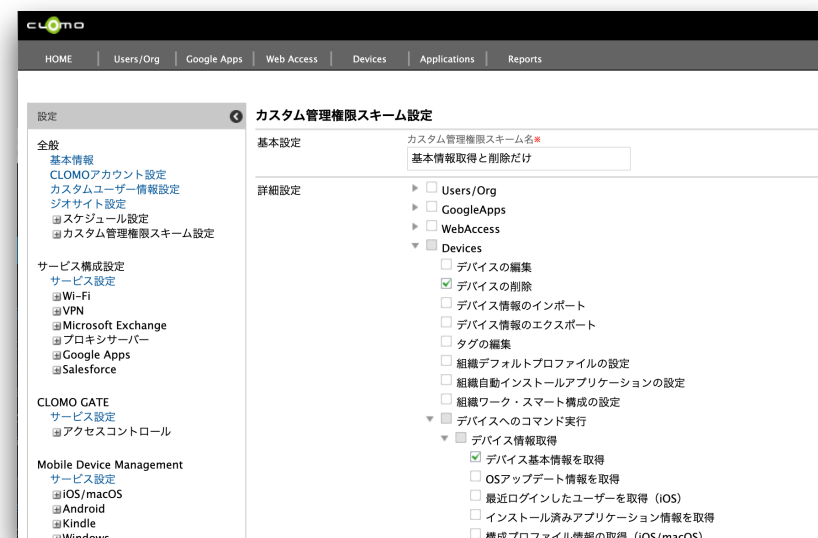 CLOMO
HOME Users/Org Google Apps Web Access Devices Applications Reports
設定
全般
基本情報
CLOMOアカウント設定
カスタムユーザー情報設定
ジオサイト設定
スケジュール設定
カスタム管理権限スキーム設定
サービス構成設定
サービス設定
Wi-Fi
VPN
Microsoft Exchange
プロキシサーバー
Google Apps
Salesforce
CLOMO GATE
サービス設定
アクセスコントロール
Mobile Device Management
サービス設定
iOS/macOS
Android
Kindle
Windows
カスタム管理権限スキーム設定
基本設定
カスタム管理権限スキーム名※
基本情報取得と削除だけ
詳細設定
Users/Org
GoogleApps
WebAccess
Devices
デバイスの編集
デバイスの削除
デバイス情報のインポート
デバイス情報のエクスポート
タグの編集
組織デフォルトプロファイルの設定
組織自動インストールアプリケーションの設定
組織ワーク・スマート構成の設定
デバイスへのコマンド実行
デバイス情報取得
デバイス基本情報を取得
OSアップデート情報を取得
最近ログインしたユーザーを取得（iOS）
インストール済みアプリケーション情報を取得
構成プロファイル情報の取得（iOS/macOS）